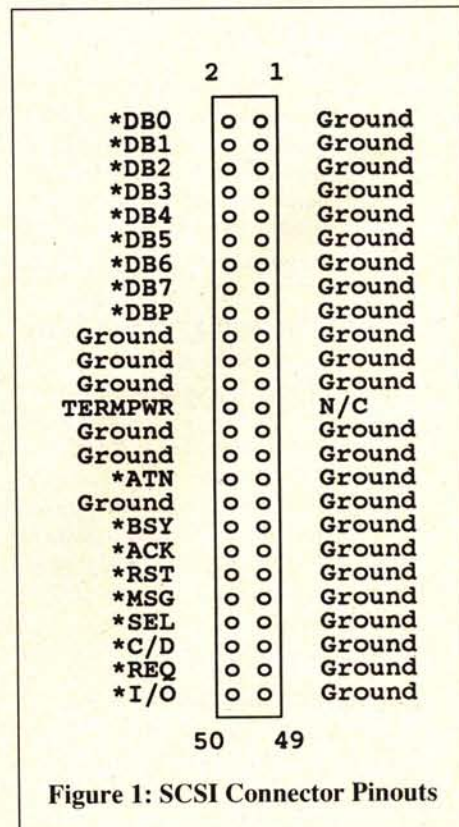 2 1
*DB0 o o Ground
*DB1 o o Ground
*DB2 o o Ground
*DB3 o o Ground
*DB4 o o Ground
*DB5 o o Ground
*DB6 o o Ground
*DB7 o o Ground
*DBP o o Ground
Ground o o Ground
Ground o o Ground
Ground o o Ground
TERMPWR o o N/C
Ground o o Ground
Ground o o Ground
*ATN o o Ground
Ground o o Ground
*BSY o o Ground
*ACK o o Ground
*RST o o Ground
*MSG o o Ground
*SEL o o Ground
*C/D o o Ground
*REQ o o Ground
*I/O o o Ground
50 49
Figure 1: SCSI Connector Pinouts